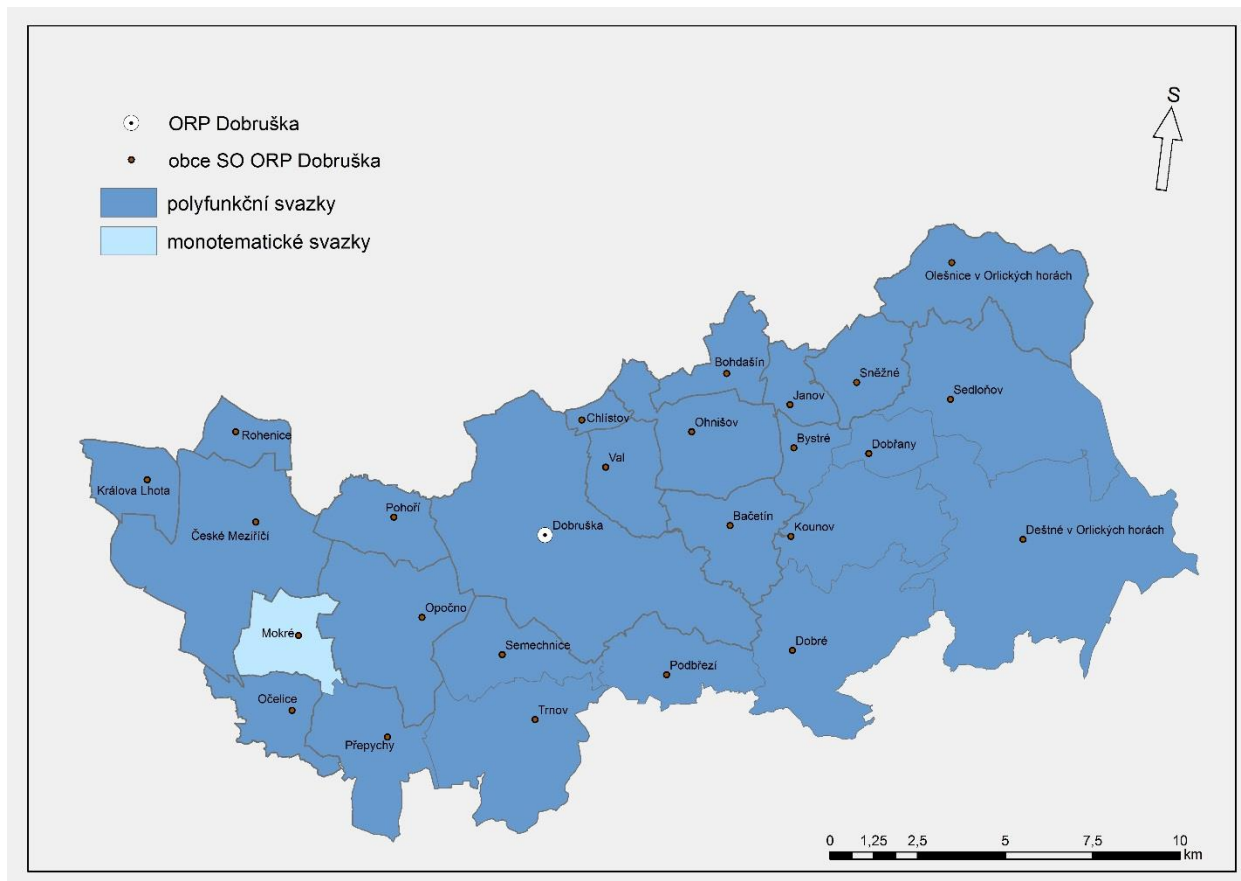 S
ORP Dobruška
obce SO ORP Dobruška
polyfunkční svazky
monotematické svazky
Olešnice v Orlických horách
Bohdašín
Sněžné
Janov
Sedloňov
Chlístov
Ohnišov
Rohenice
Bystré
Dobřany
Val
Králova Lhota
Pohoří
Bačetín
Dobruška
Kounov
Deštné v Orlických horách
České Meziříčí
Opočno
Mokré
Semechnice
Dobré
Podbřezí
Očelice
Trnov
Přepychy
0 1,25 2,5 5 7,5 10
km